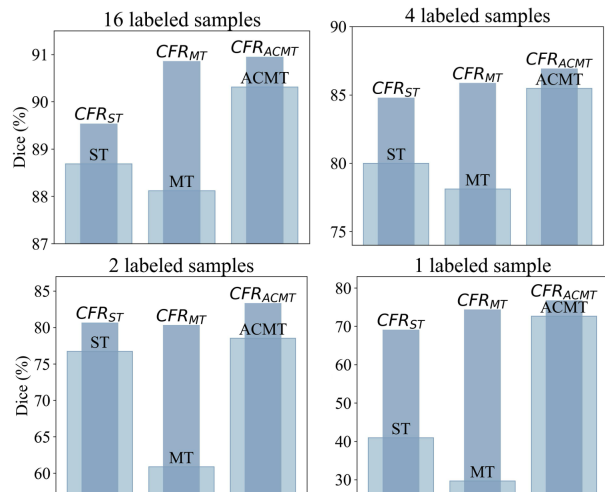 16 labeled samples
Dice (%)
91
90
89
88
87
CFR_ST
ST
CFR_MT
MT
CFR_ACMT
ACMT
4 labeled samples
90
85
80
75
CFR_ST
ST
CFR_MT
MT
CFR_ACMT
ACMT
2 labeled samples
Dice (%)
85
80
75
70
65
60
CFR_ST
ST
CFR_MT
MT
CFR_ACMT
ACMT
1 labeled sample
80
70
60
50
40
30
CFR_ST
ST
CFR_MT
MT
CFR_ACMT
ACMT